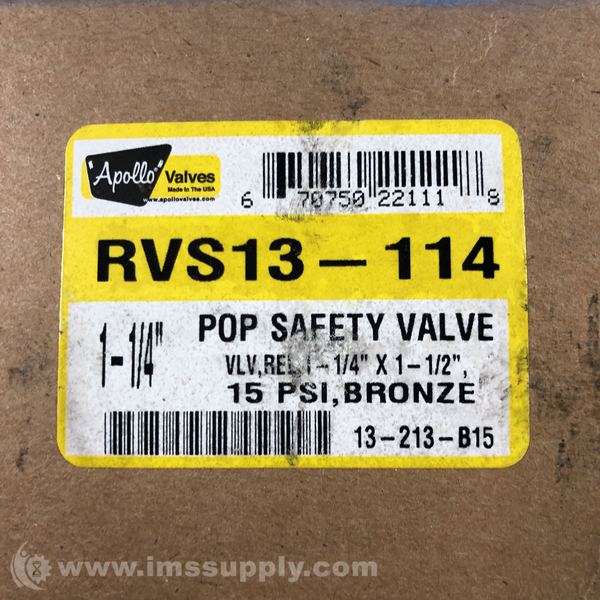 "Apollo" Valves
Made In The USA
www.apollovalves.com
6 70750 22111 8
RVS13-114
1-1/4"
POP SAFETY VALVE
VLV,REL 1-1/4" X 1-1/2",
15 PSI,BRONZE
13-213-B15
www.imssupply.com